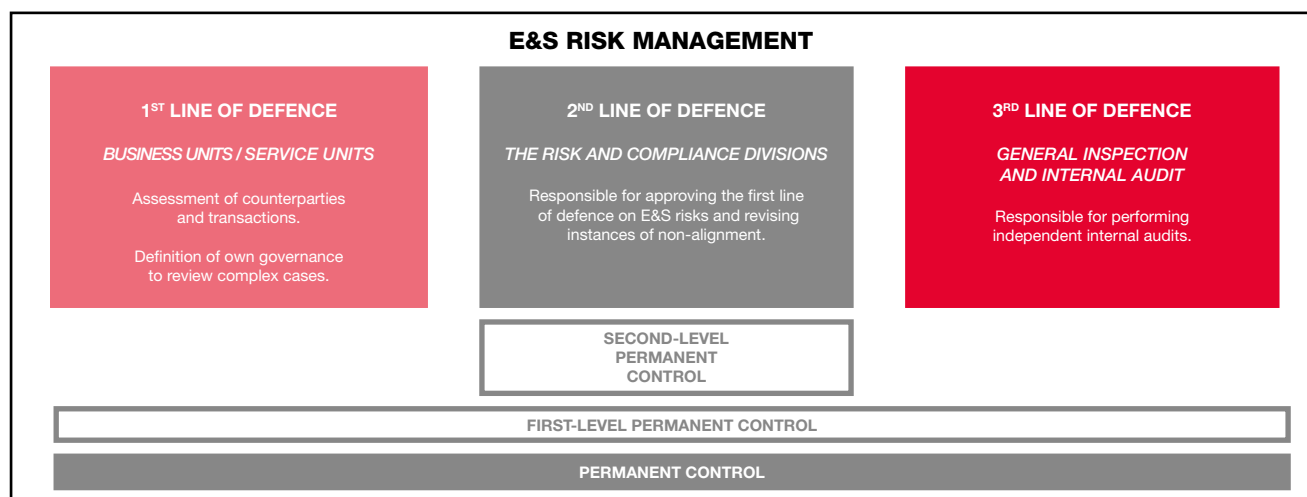 E&S RISK MANAGEMENT
1ST LINE OF DEFENCE
BUSINESS UNITS / SERVICE UNITS
Assessment of counterparties
and transactions.
Definition of own governance
to review complex cases.
2ND LINE OF DEFENCE
THE RISK AND COMPLIANCE DIVISIONS
Responsible for approving the first line
of defence on E&S risks and revising
instances of non-alignment.
3RD LINE OF DEFENCE
GENERAL INSPECTION
AND INTERNAL AUDIT
Responsible for performing
independent internal audits.
SECOND-LEVEL
PERMANENT
CONTROL
FIRST-LEVEL PERMANENT CONTROL
PERMANENT CONTROL